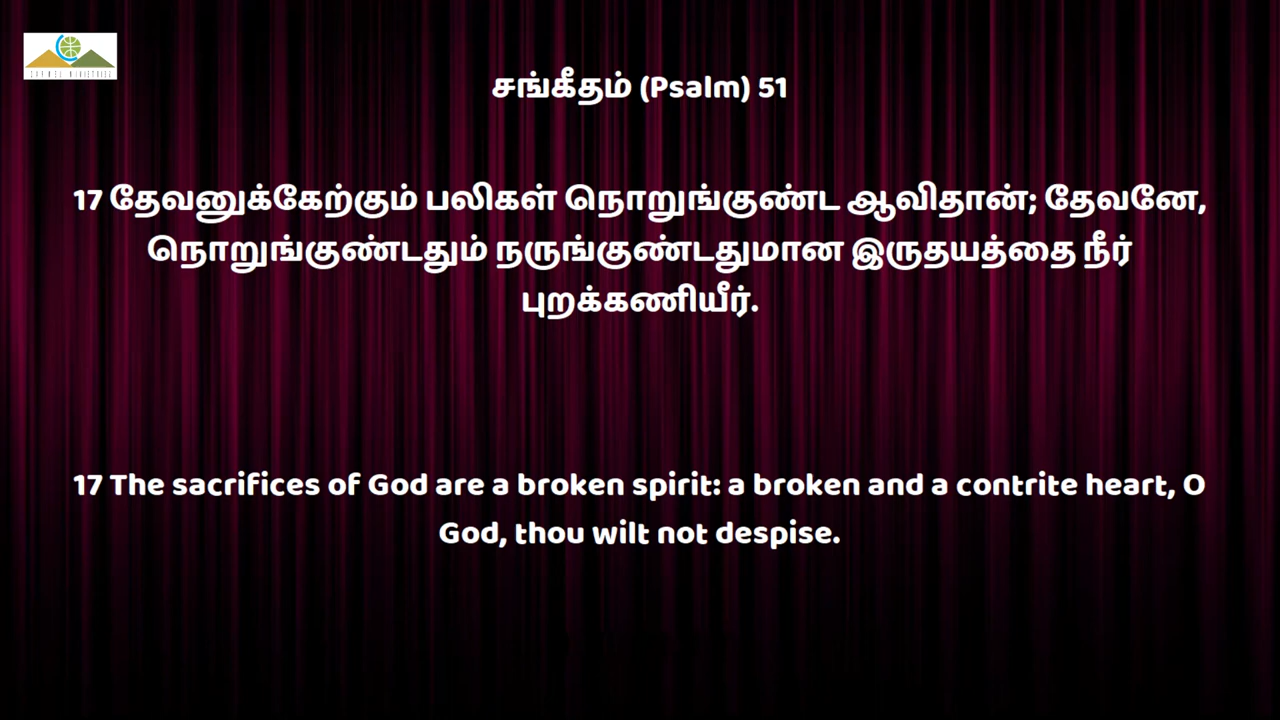 சங்கீதம் (Psalm) 51
17 தேவனுக்கேற்கும் பலிகள் நொறுங்குண்ட ஆவிதான்; தேவனே,
நொறுங்குண்டதும் நருங்குண்டதுமான இருதயத்தை நீர்
புறக்கணியீர்.
17 The sacrifices of God are a broken spirit: a broken and a contrite heart, O
God, thou wilt not despise.